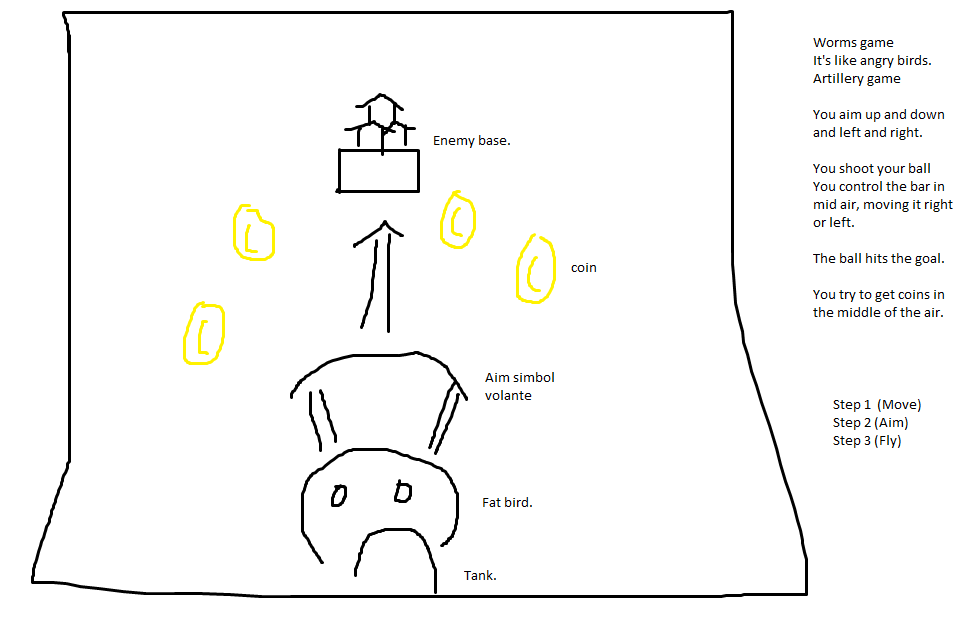 Worms game
It's like angry birds.
Artillery game
You aim up and down
and left and right.
You shoot your ball
You control the bar in
mid air, moving it right
or left.
The ball hits the goal.
You try to get coins in
the middle of the air.
Step 1 (Move)
Step 2 (Aim)
Step 3 (Fly)
Enemy base.
coin
Aim simbol
volante
Fat bird.
Tank.